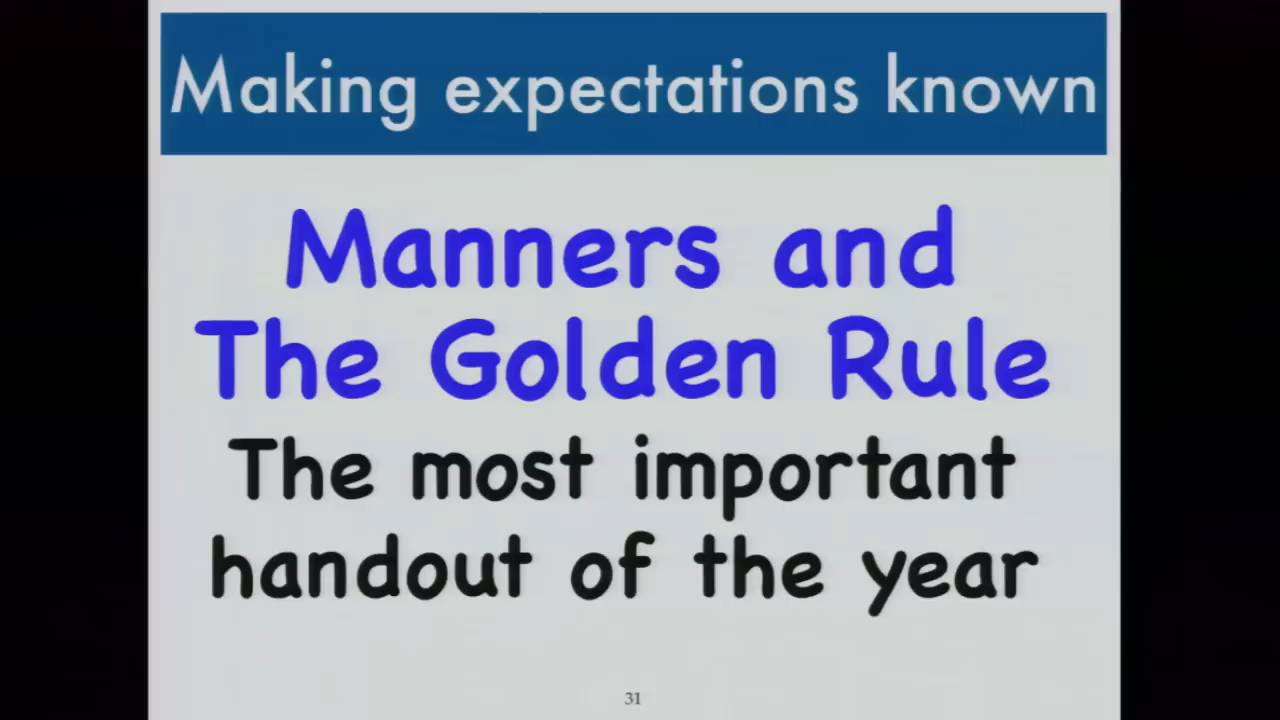 Making expectations known
Manners and
The Golden Rule
The most important
handout of the year
31